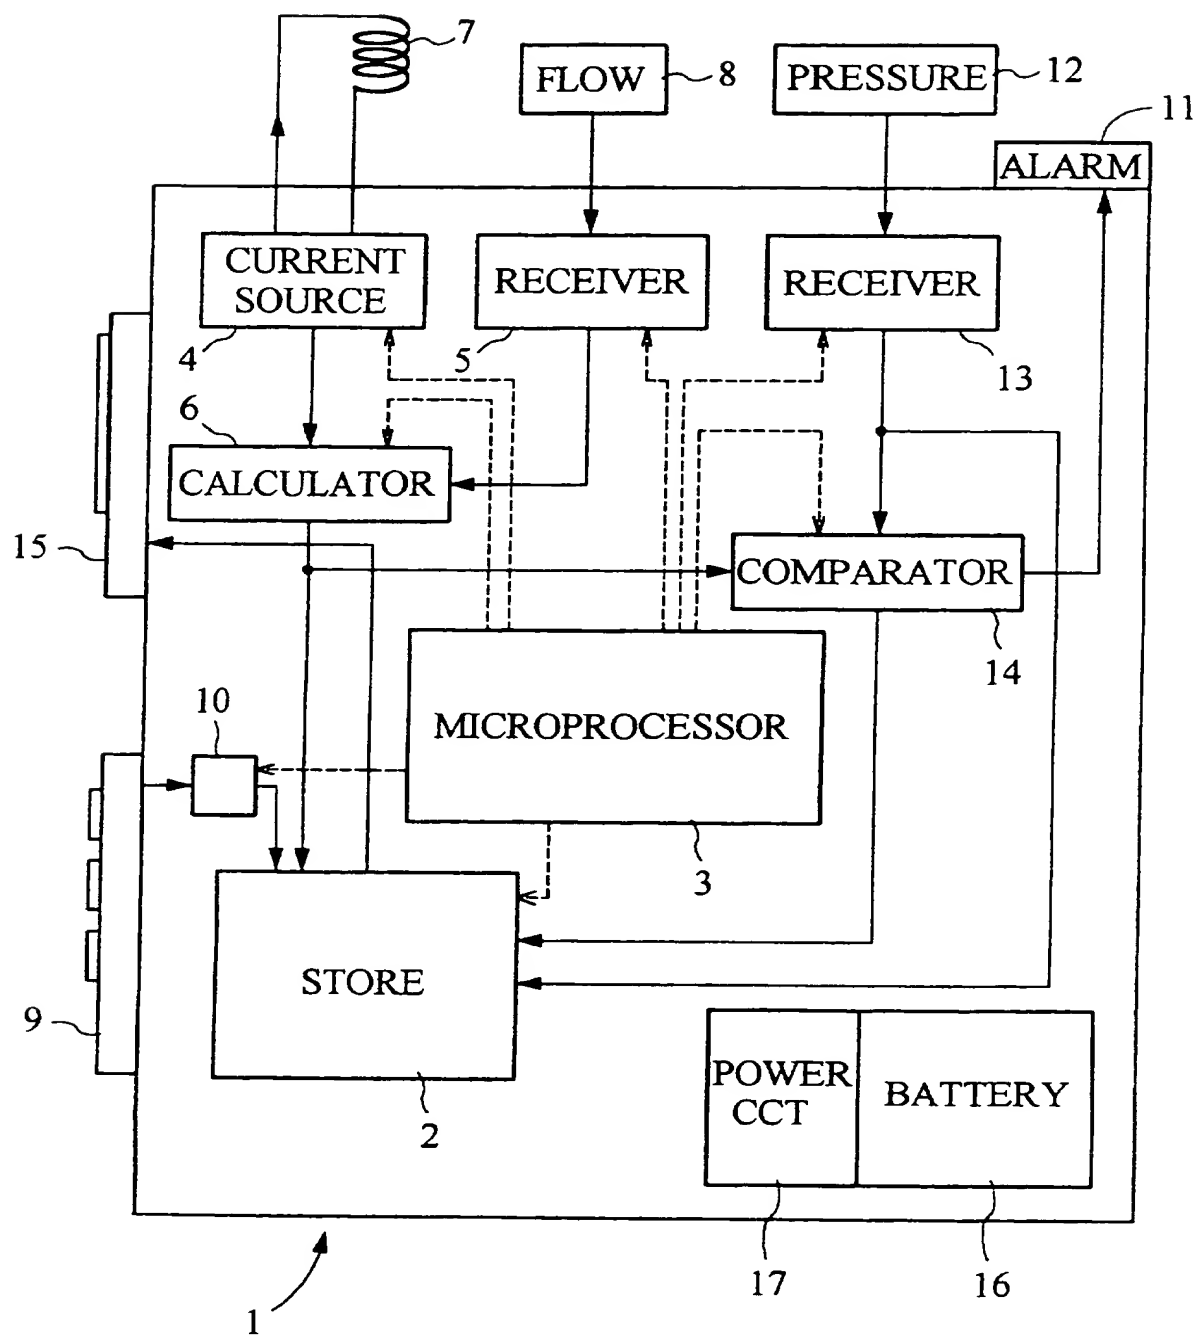 7
FLOW
8
PRESSURE
12
11
ALARM
CURRENT
SOURCE
4
RECEIVER
5
RECEIVER
13
6
CALCULATOR
15
COMPARATOR
14
10
MICROPROCESSOR
3
STORE
9
2
POWER
CCT
BATTERY
17
16
1